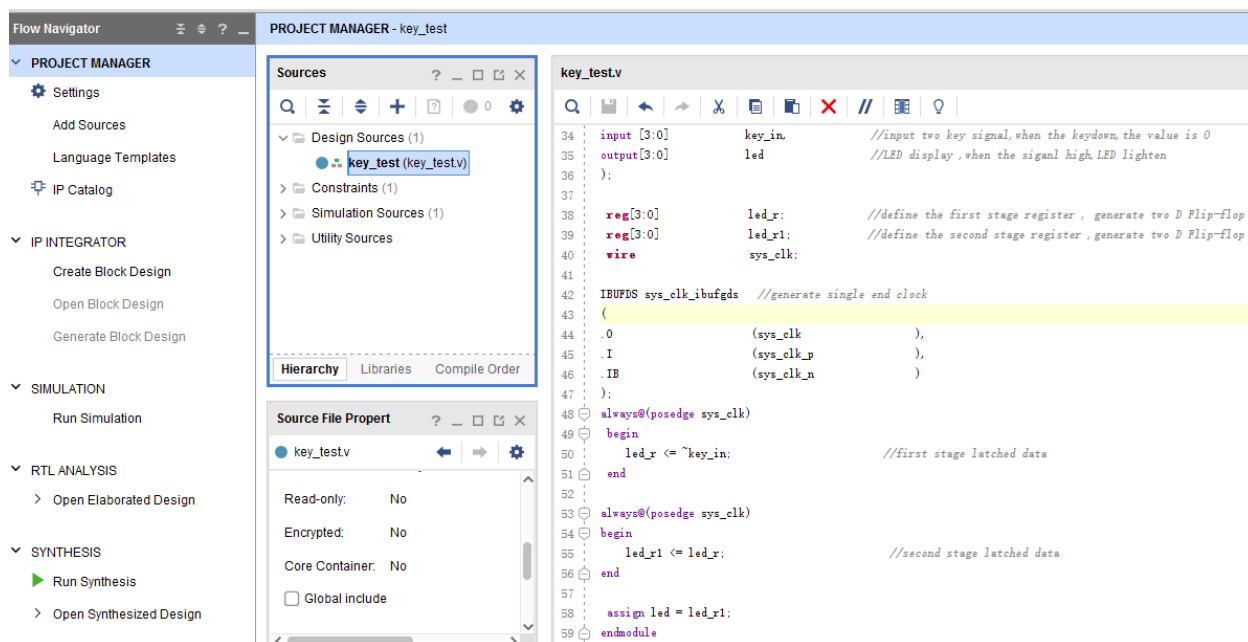 Flow Navigator
PROJECT MANAGER - key_test
PROJECT MANAGER
Settings
Add Sources
Language Templates
IP Catalog
IP INTEGRATOR
Create Block Design
Open Block Design
Generate Block Design
SIMULATION
Run Simulation
RTL ANALYSIS
Open Elaborated Design
SYNTHESIS
Run Synthesis
Open Synthesized Design
Sources
0
Design Sources (1)
key_test (key_test.v)
Constraints (1)
Simulation Sources (1)
Utility Sources
Hierarchy Libraries Compile Order
Source File Propert
key_test.v
Read-only: No
Encrypted: No
Core Container: No
Global include
key_test.v
34 input [3:0] key_in, //input two key signal,when the keydown,the value is 0
35 output[3:0] led //LED display ,when the siganl high,LED lighten
36 );
37
38 reg[3:0] led_r; //define the first stage register , generate two D Flip-flop
39 reg[3:0] led_r1; //define the second stage register ,generate two D Flip-flop
40 wire sys_clk;
41
42 IBUFDS sys_clk_ibufgds //generate single end clock
43 (
44 .O (sys_clk ),
45 .I (sys_clk_p ),
46 .IB (sys_clk_n )
47 );
48 always@(posedge sys_clk)
49 begin
50 led_r <= ~key_in; //first stage latched data
51 end
52
53 always@(posedge sys_clk)
54 begin
55 led_r1 <= led_r; //second stage latched data
56 end
57
58 assign led = led_r1;
59 endmodule